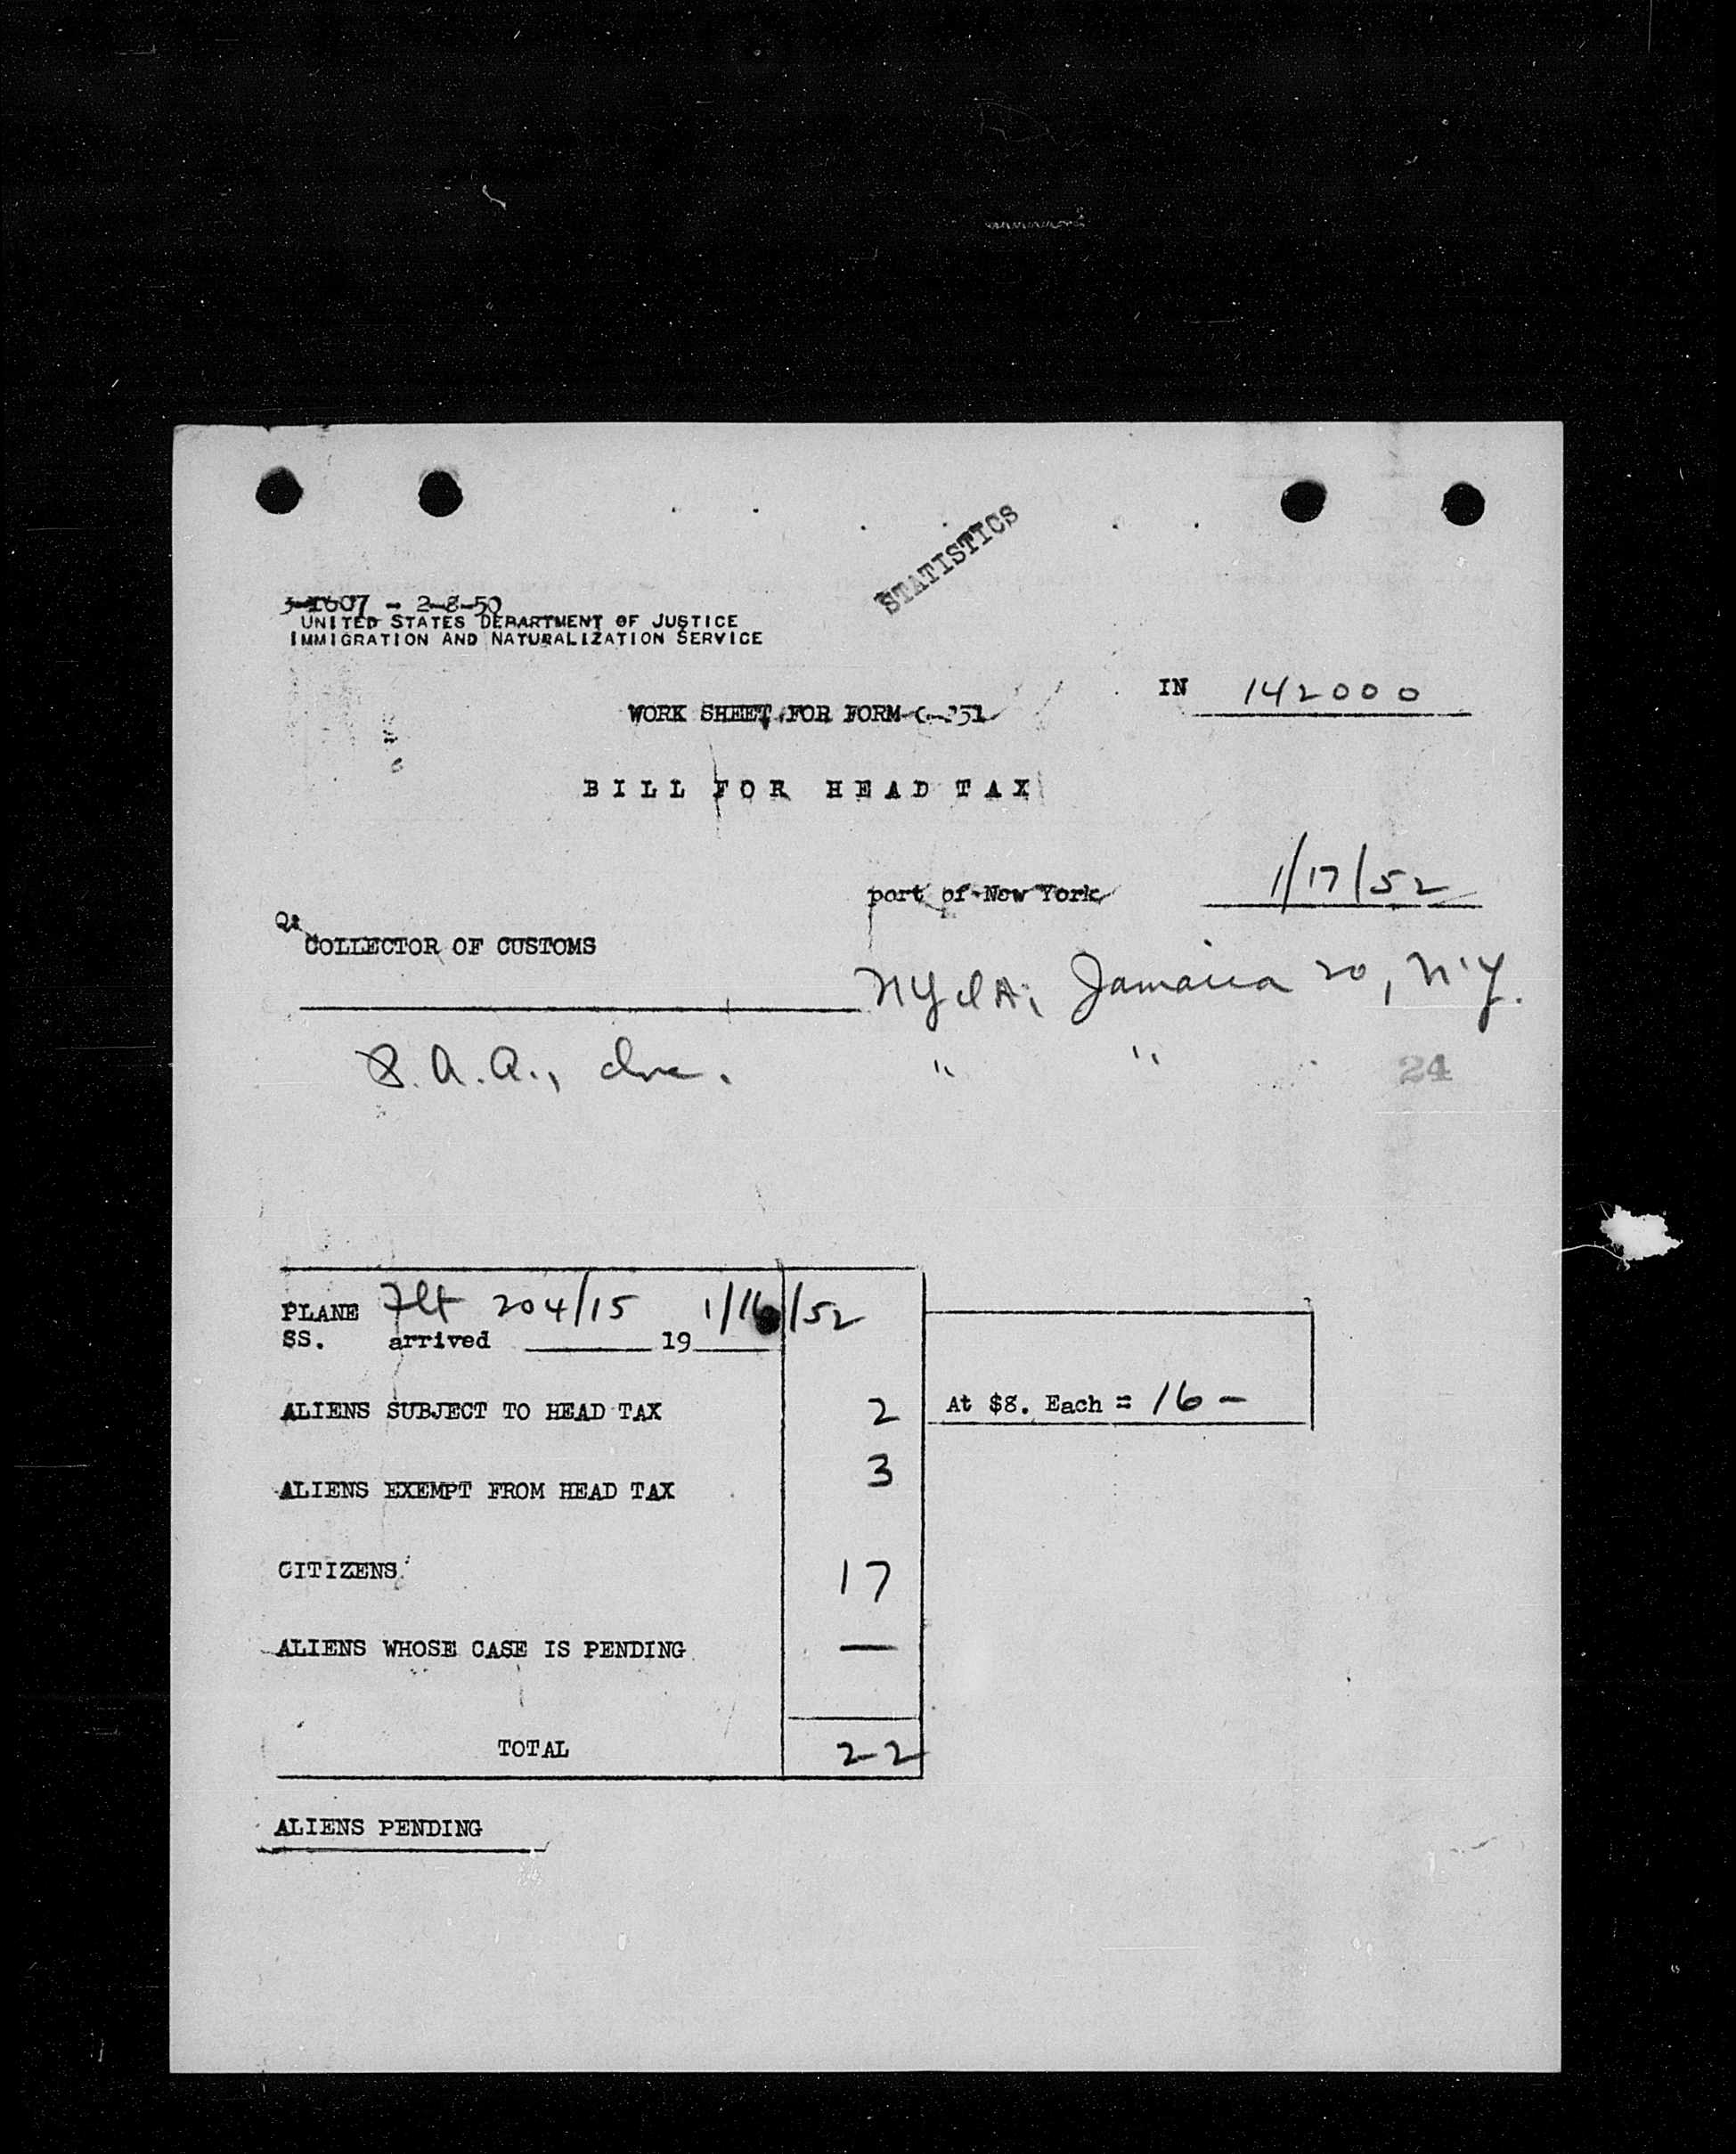 STATISTICS
3-1607 - 2-8-50
UNITED STATES DEPARTMENT OF JUSTICE
IMMIGRATION AND NATURALIZATION SERVICE
IN 142000
WORK SHEET FOR FORM
BILL FOR HEAD TAX
port of New York 1/17/52
COLLECTOR OF CUSTOMS
NYIA, Jamaica 20, N.Y.
A.A., Inc. " "
24
PLANE Flt 204/15 1/16/52
SS. arrived 19
ALIENS SUBJECT TO HEAD TAX 2 At $8. Each = 16 -
ALIENS EXEMPT FROM HEAD TAX 3
CITIZENS 17
ALIENS WHOSE CASE IS PENDING —
TOTAL 22
ALIENS PENDING